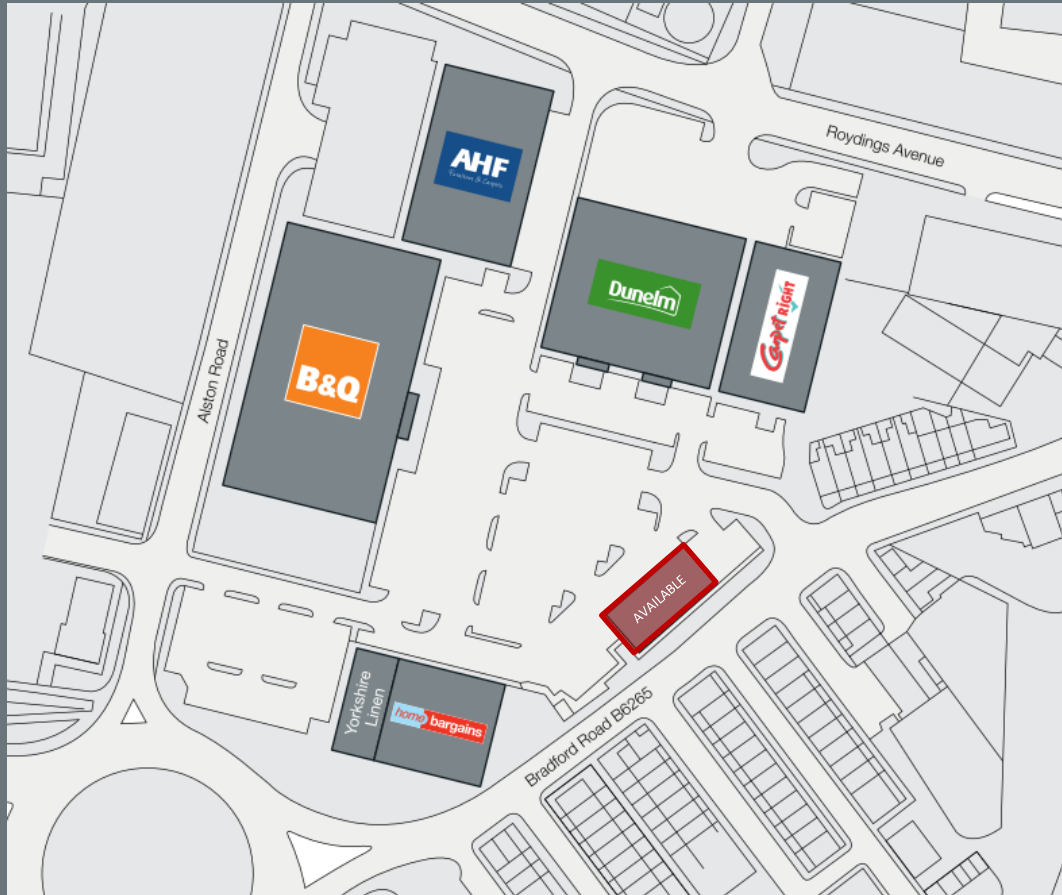 Roydings Avenue
AHF
Furniture & Carpets
Dunelm
Carpet RIGHT
Alston Road
B&Q
AVAILABLE
Yorkshire
Linen
home bargains
Bradford Road B6265